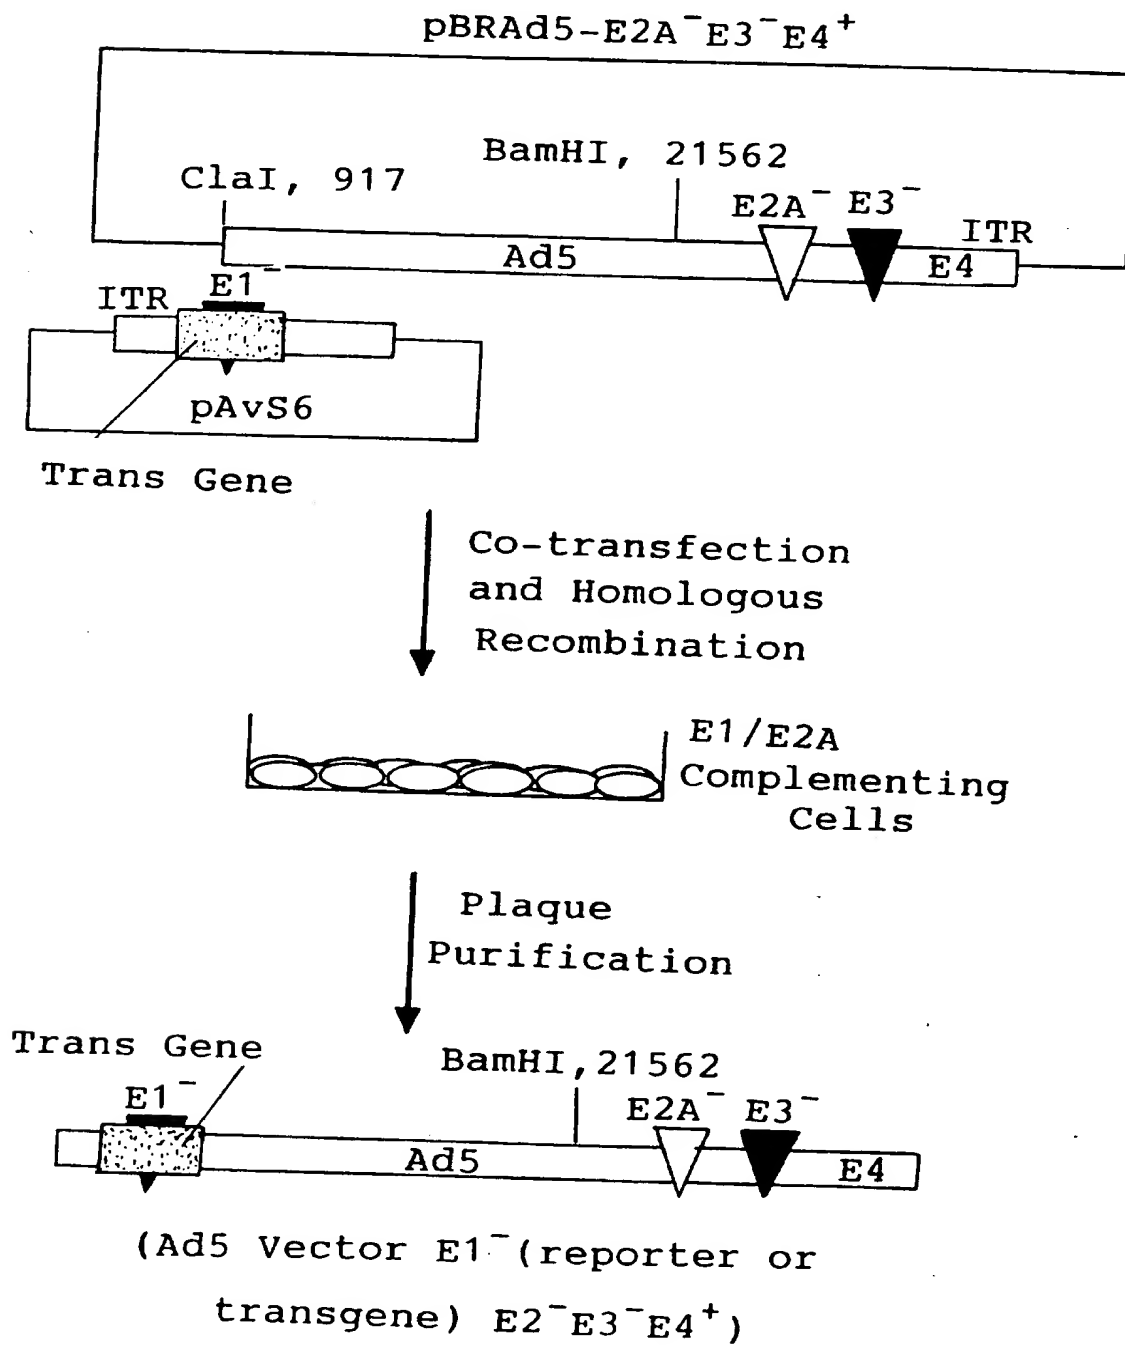 pBRAd5-E2A⁻E3⁻E4⁺
BamHI, 21562
ClaI, 917
E2A⁻ E3⁻
ITR
Ad5
E4
E1⁻
ITR
pAvS6
Trans Gene
Co-transfection
and Homologous
Recombination
E1/E2A
Complementing
Cells
Plaque
Purification
Trans Gene
BamHI,21562
E1⁻
E2A⁻ E3⁻
Ad5
E4
(Ad5 Vector E1⁻(reporter or
transgene) E2⁻E3⁻E4⁺)